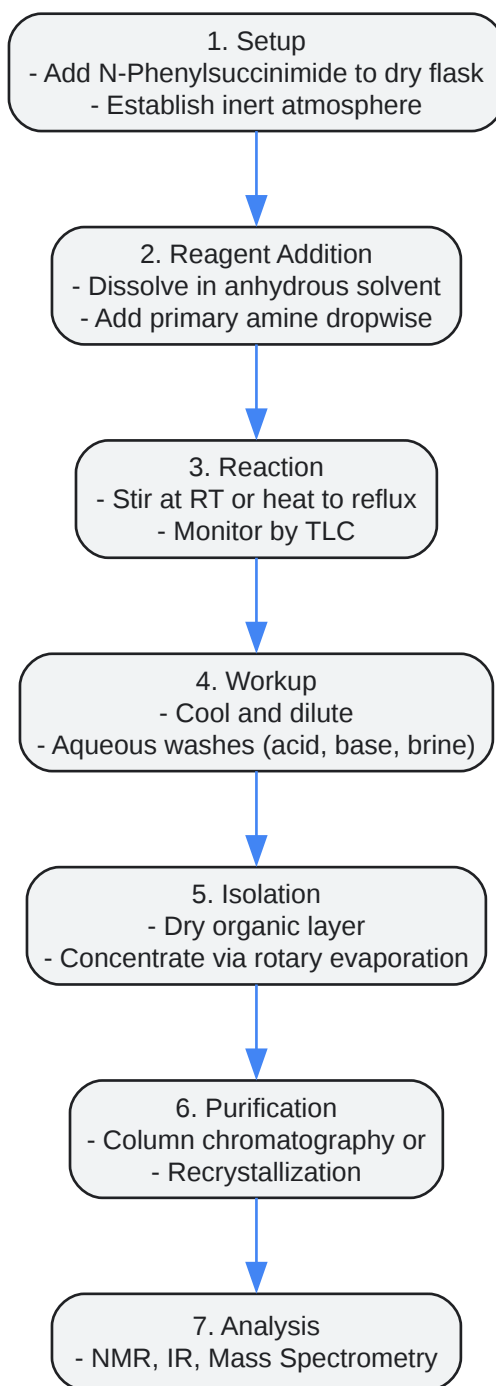 1. Setup
- Add N-Phenylsuccinimide to dry flask
- Establish inert atmosphere
2. Reagent Addition
- Dissolve in anhydrous solvent
- Add primary amine dropwise
3. Reaction
- Stir at RT or heat to reflux
- Monitor by TLC
4. Workup
- Cool and dilute
- Aqueous washes (acid, base, brine)
5. Isolation
- Dry organic layer
- Concentrate via rotary evaporation
6. Purification
- Column chromatography or
- Recrystallization
7. Analysis
- NMR, IR, Mass Spectrometry